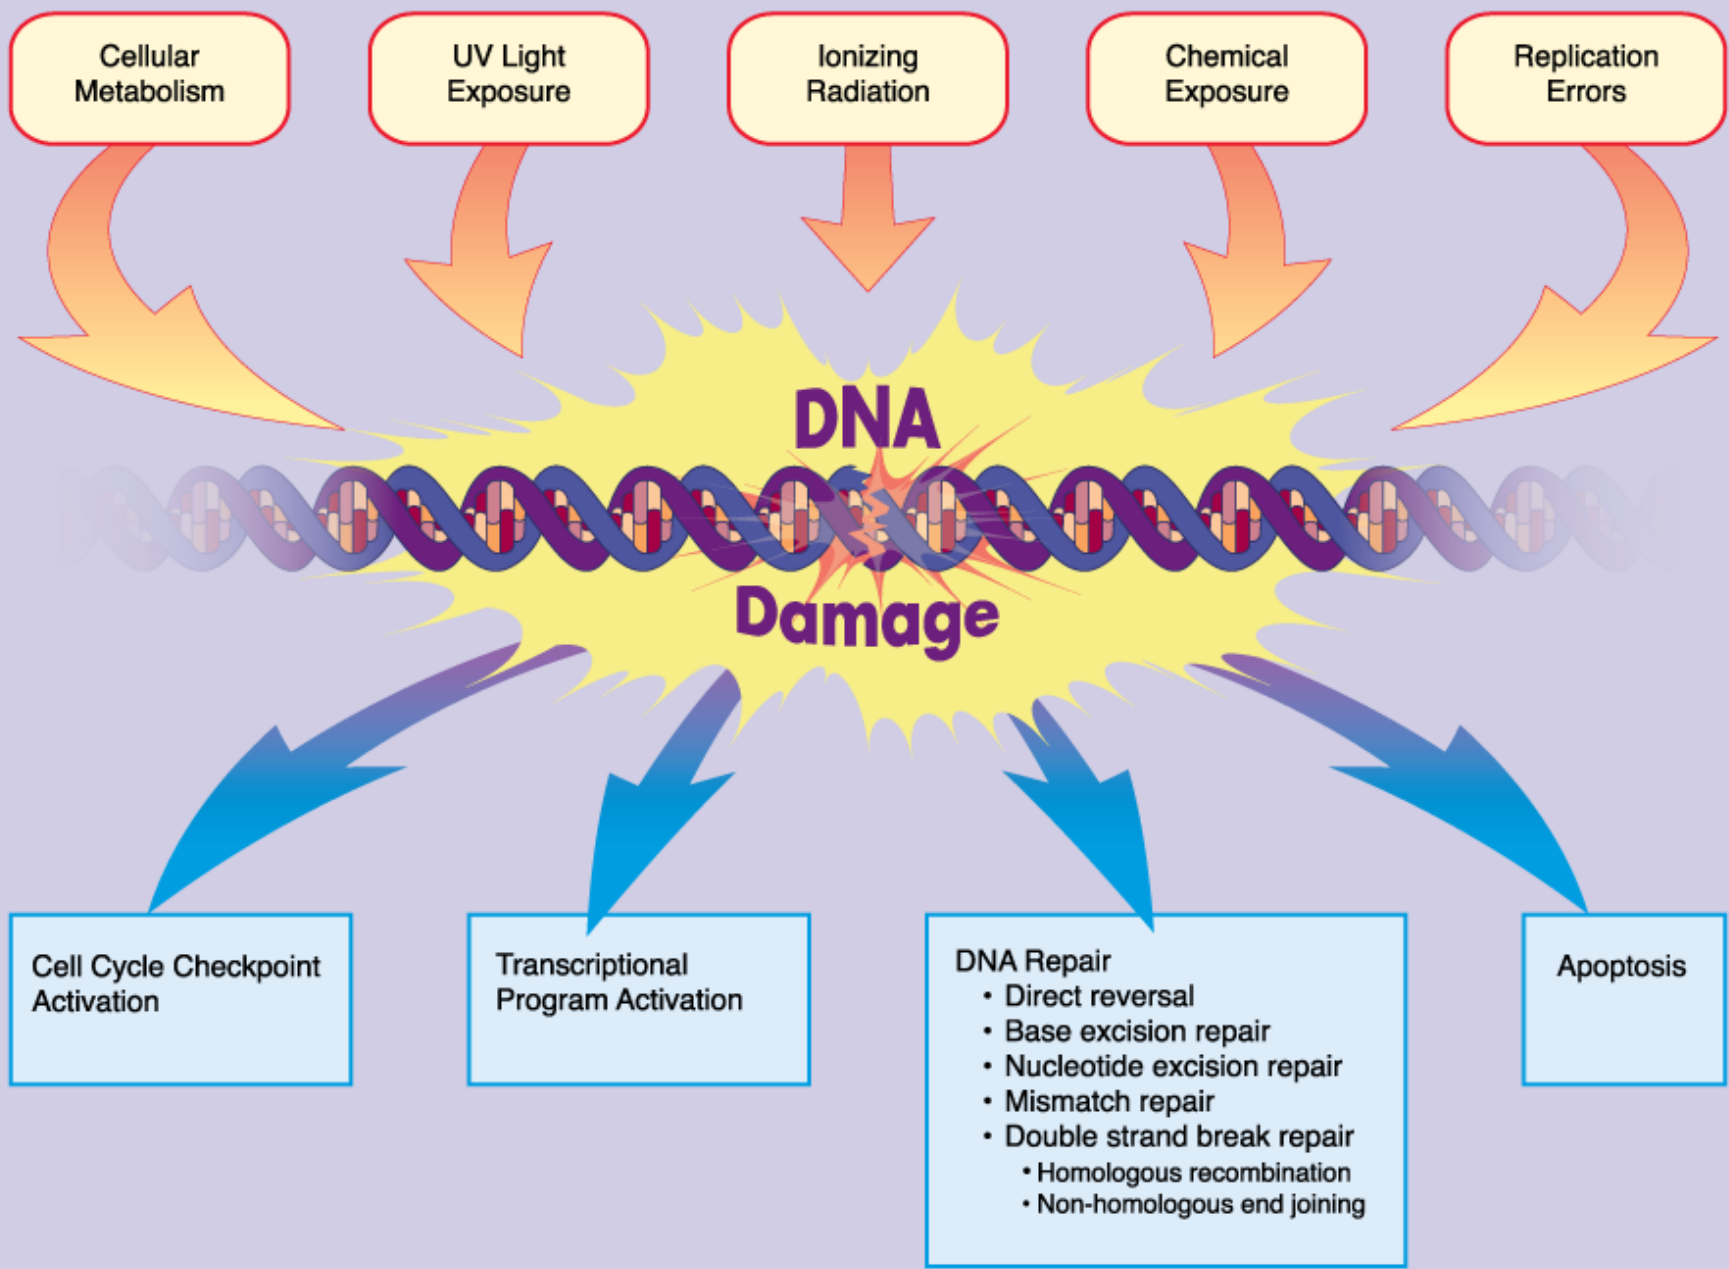 Cellular
Metabolism
UV Light
Exposure
Ionizing
Radiation
Chemical
Exposure
Replication
Errors
DNA
Damage
Cell Cycle Checkpoint
Activation
Transcriptional
Program Activation
DNA Repair
• Direct reversal
• Base excision repair
• Nucleotide excision repair
• Mismatch repair
• Double strand break repair
• Homologous recombination
• Non-homologous end joining
Apoptosis